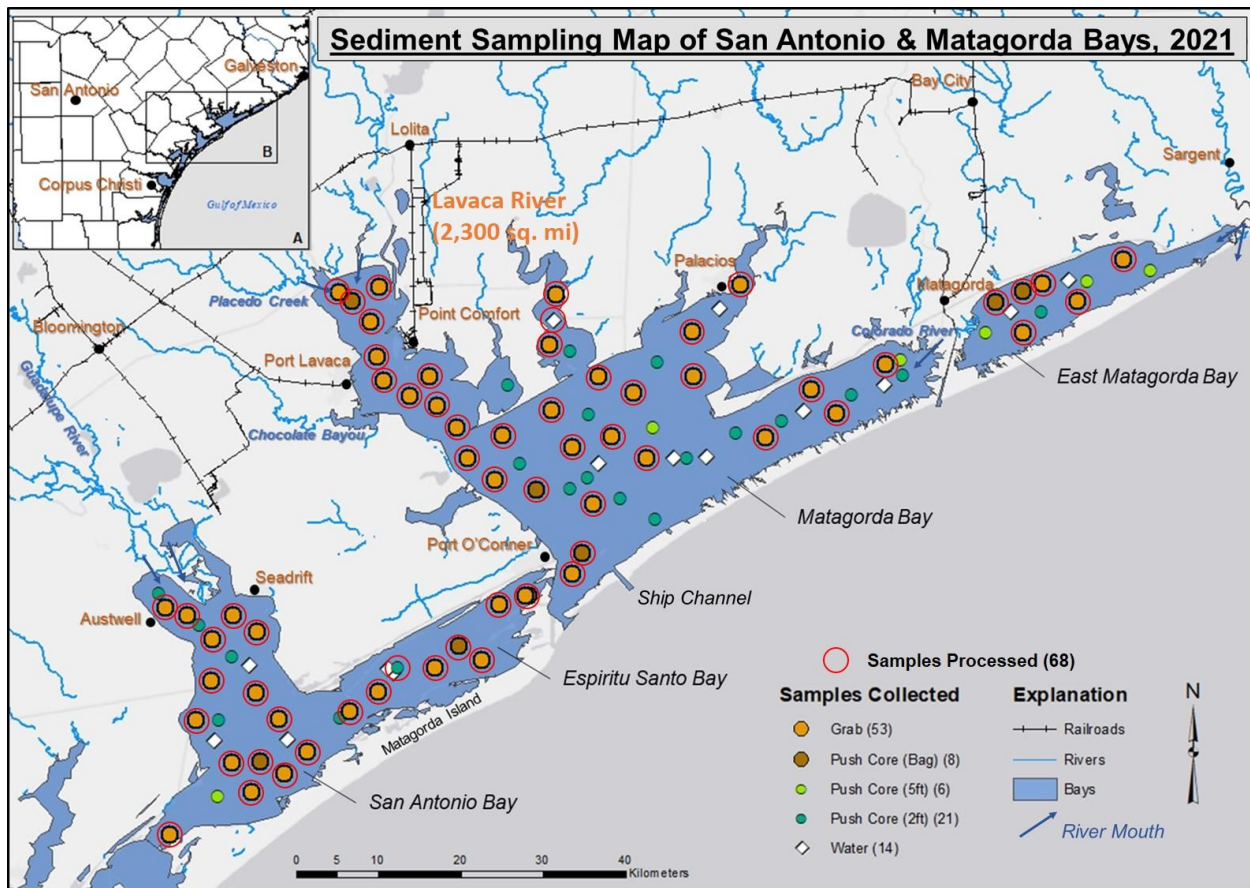 Sediment Sampling Map of San Antonio & Matagorda Bays, 2021
Galveston
San Antonio
B
Corpus Christi
Gulf of Mexico
A
Bay City
Lolita
Sargent
Lavaca River
(2,300 sq. mi)
Palacios
Placedo Creek
Matagorda
Bloomington
Point Comfort
Colorado River
Port Lavaca
East Matagorda Bay
Guadalupe River
Chocolate Bayou
Matagorda Bay
Port O'Conner
Seadrift
Ship Channel
Austwell
Espiritu Santo Bay
Matagorda Island
San Antonio Bay
Samples Processed (68)
Samples Collected
Grab (53)
Push Core (Bag) (8)
Push Core (5ft) (6)
Push Core (2ft) (21)
Water (14)
Explanation
Railroads
Rivers
Bays
River Mouth
N
0 5 10 20 30 40
Kilometers